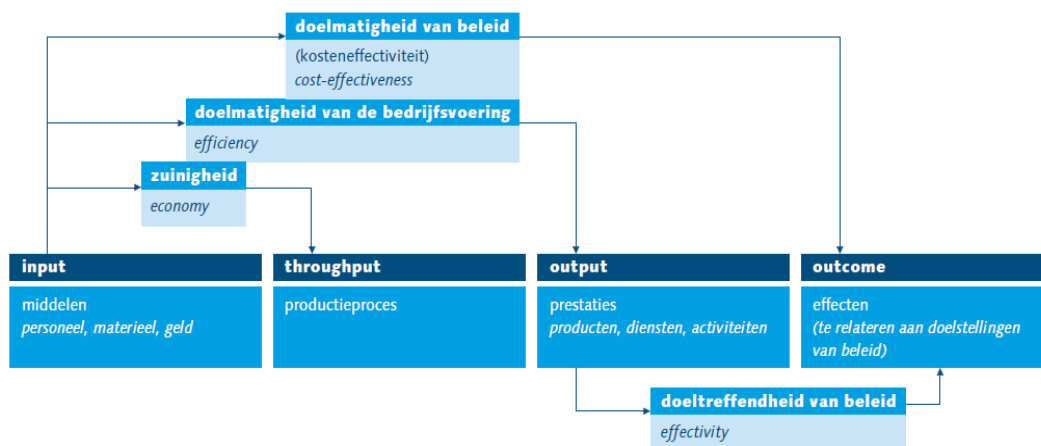 doelmatigheid van beleid
(kosteneffectiviteit)
cost-effectiveness
doelmatigheid van de bedrijfsvoering
efficiency
zuinigheid
economy
input
middelen
personeel, materieel, geld
throughput
productieproces
output
prestaties
producten, diensten, activiteiten
outcome
effecten
(te relateren aan doelstellingen
van beleid)
doeltreffendheid van beleid
effectivity